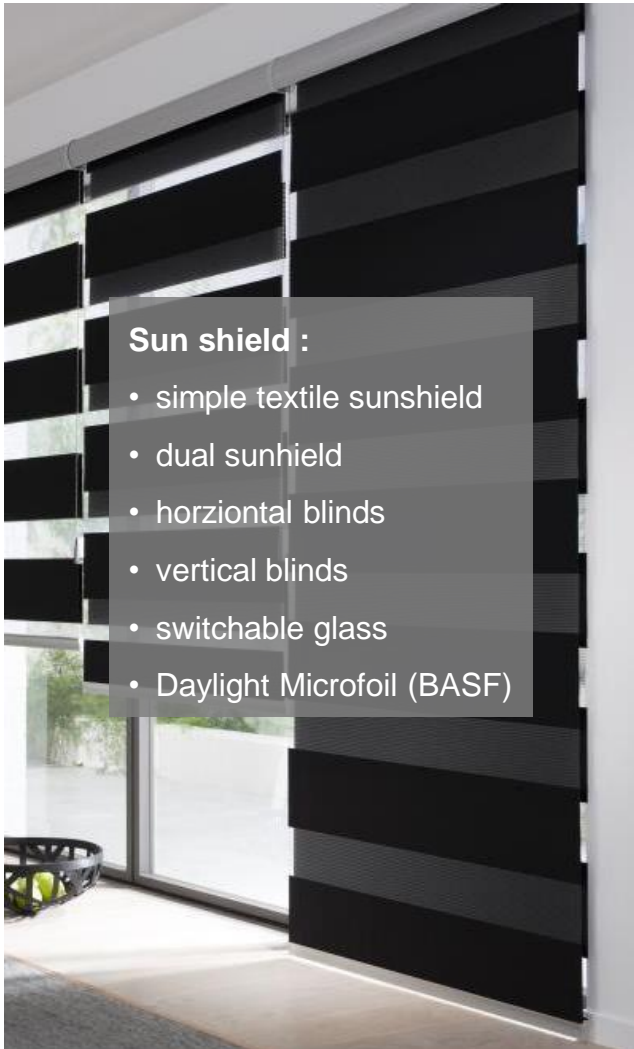 Sun shield :
• simple textile sunshield
• dual sunhield
• horziontal blinds
• vertical blinds
• switchable glass
• Daylight Microfoil (BASF)